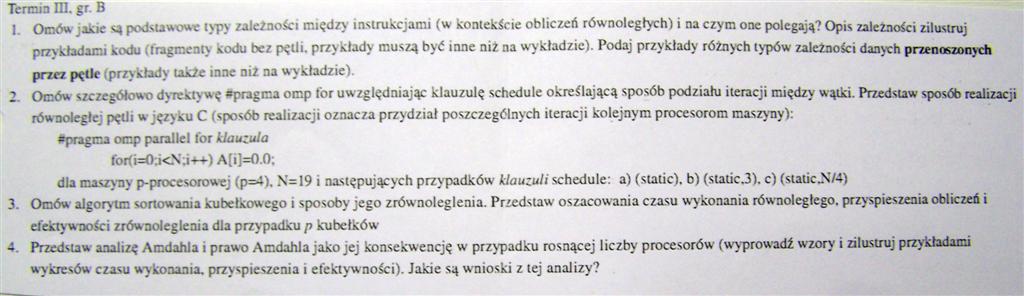 Termin III, gr. B
1. Omów jakie są podstawowe typy zależności między instrukcjami (w kontekście obliczeń równoległych) i na czym one polegają? Opis zależności zilustruj
przykładami kodu (fragmenty kodu bez pętli, przykłady muszą być inne niż na wykładzie). Podaj przykłady różnych typów zależności danych przenoszonych
przez pętle (przykłady także inne niż na wykładzie).
2. Omów szczegółowo dyrektywę #pragma omp for uwzględniając klauzulę schedule określającą sposób podziału iteracji między wątki. Przedstaw sposób realizacji
równoległej pętli w języku C (sposób realizacji oznacza przydział poszczególnych iteracji kolejnym procesorom maszyny):
#pragma omp parallel for klauzula
for(i=0;i<N;i++) A[i]=0.0;
dla maszyny p-procesorowej (p=4), N=19 i następujących przypadków klauzuli schedule: a) (static), b) (static,3), c) (static,N/4)
3. Omów algorytm sortowania kubełkowego i sposoby jego zrównoleglenia. Przedstaw oszacowania czasu wykonania równoległego, przyspieszenia obliczeń i
efektywności zrównoleglenia dla przypadku p kubełków
4. Przedstaw analizę Amdahla i prawo Amdahla jako jej konsekwencję w przypadku rosnącej liczby procesorów (wyprowadź wzory i zilustruj przykładami
wykresów czasu wykonania, przyspieszenia i efektywności). Jakie są wnioski z tej analizy?